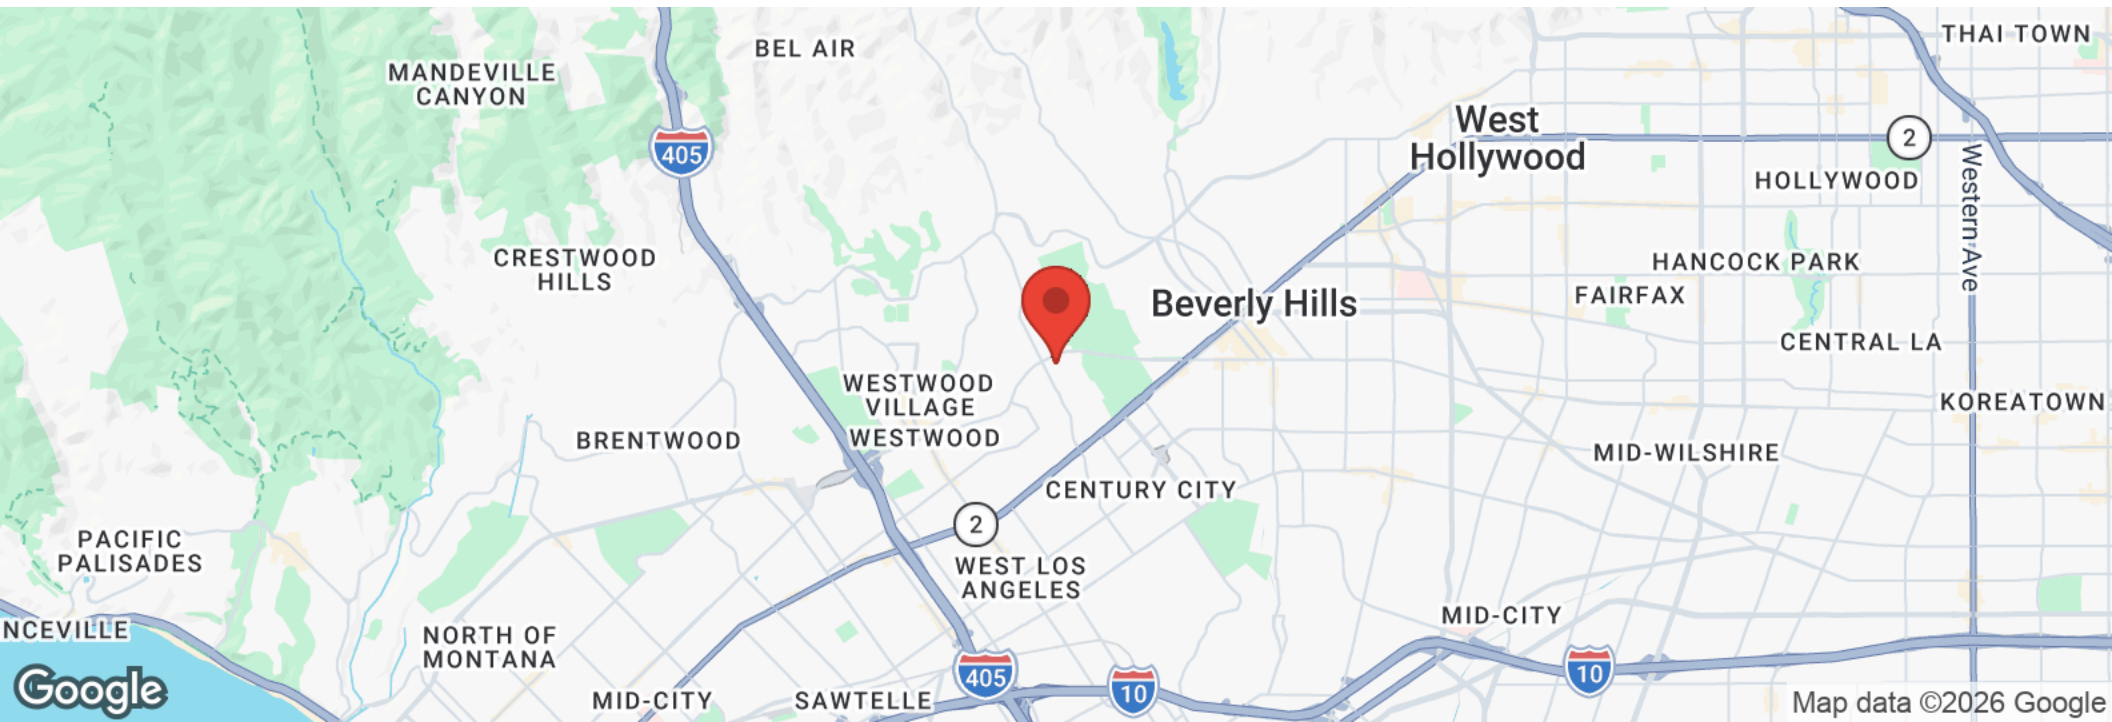 BEL AIR
THAI TOWN
MANDEVILLE
CANYON
405
West
Hollywood
2
HOLLYWOOD
Western Ave
CRESTWOOD
HILLS
HANCOCK PARK
Beverly Hills
FAIRFAX
CENTRAL LA
WESTWOOD
VILLAGE
KOREATOWN
BRENTWOOD
WESTWOOD
MID-WILSHIRE
CENTURY CITY
2
PACIFIC
PALISADES
WEST LOS
ANGELES
NCEVILLE
MID-CITY
NORTH OF
MONTANA
405
10
10
Google
MID-CITY
SAWTELLE
Map data ©2026 Google